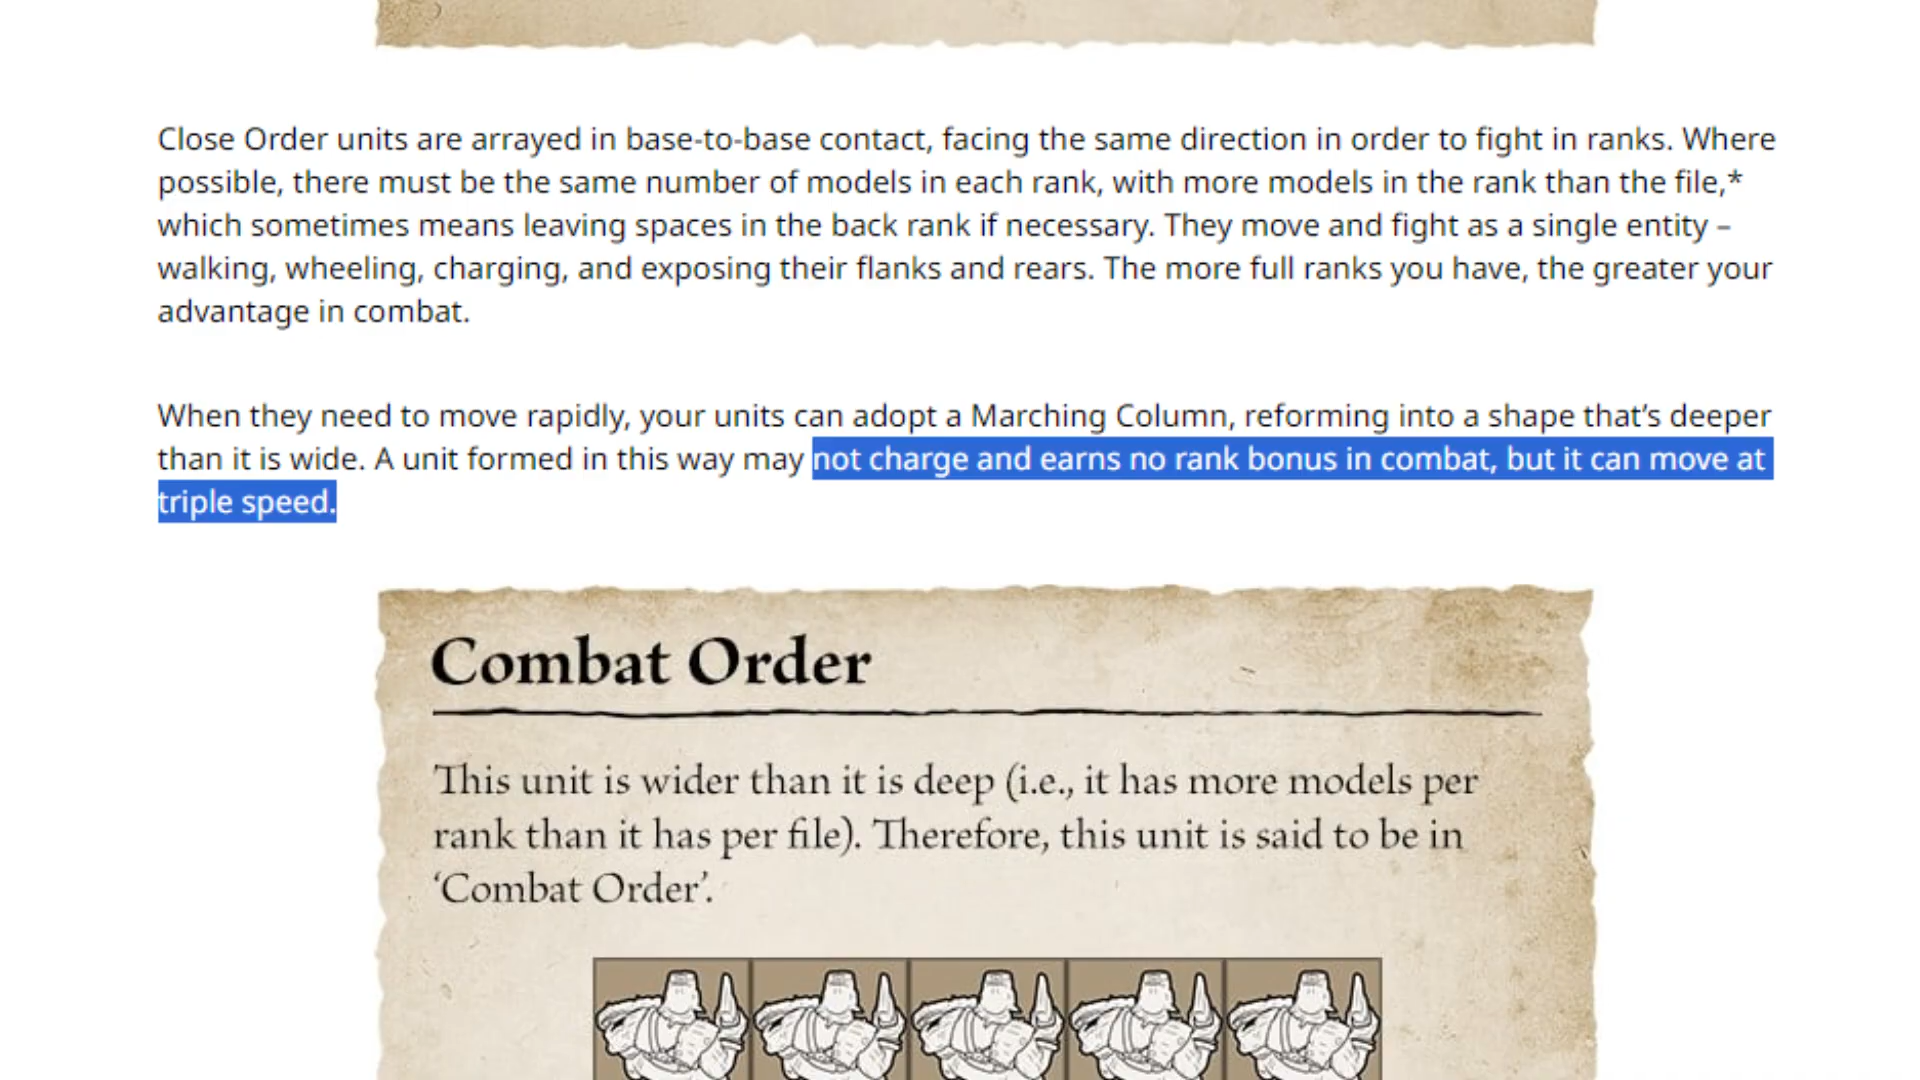 Close Order units are arrayed in base-to-base contact, facing the same direction in order to fight in ranks. Where
possible, there must be the same number of models in each rank, with more models in the rank than the file,*
which sometimes means leaving spaces in the back rank if necessary. They move and fight as a single entity –
walking, wheeling, charging, and exposing their flanks and rears. The more full ranks you have, the greater your
advantage in combat.
When they need to move rapidly, your units can adopt a Marching Column, reforming into a shape that’s deeper
than it is wide. A unit formed in this way may not charge and earns no rank bonus in combat, but it can move at
triple speed.
Combat Order
This unit is wider than it is deep (i.e., it has more models per
rank than it has per file). Therefore, this unit is said to be in
‘Combat Order’.